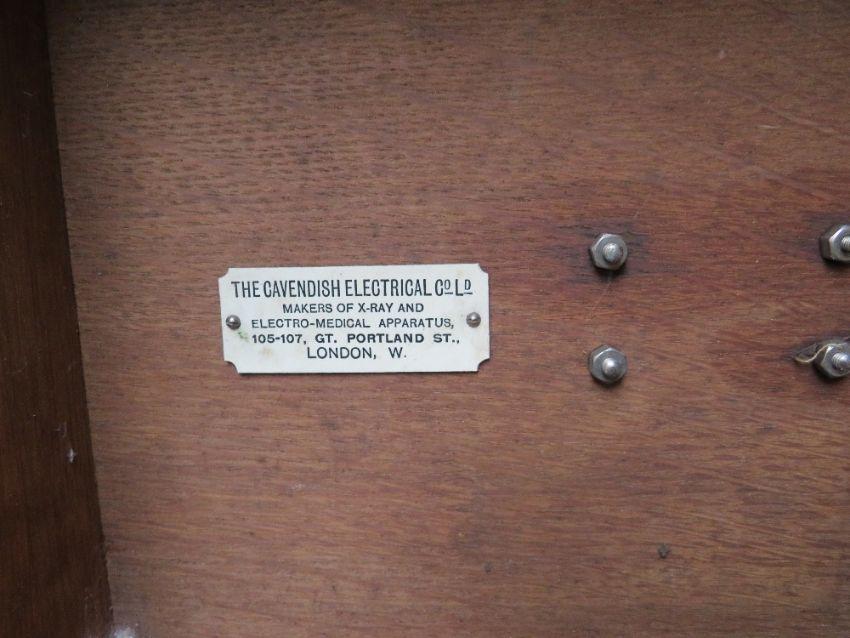 THE CAVENDISH ELECTRICAL Co LD
MAKERS OF X-RAY AND
ELECTRO-MEDICAL APPARATUS,
105-107, GT. PORTLAND ST.,
LONDON, W.